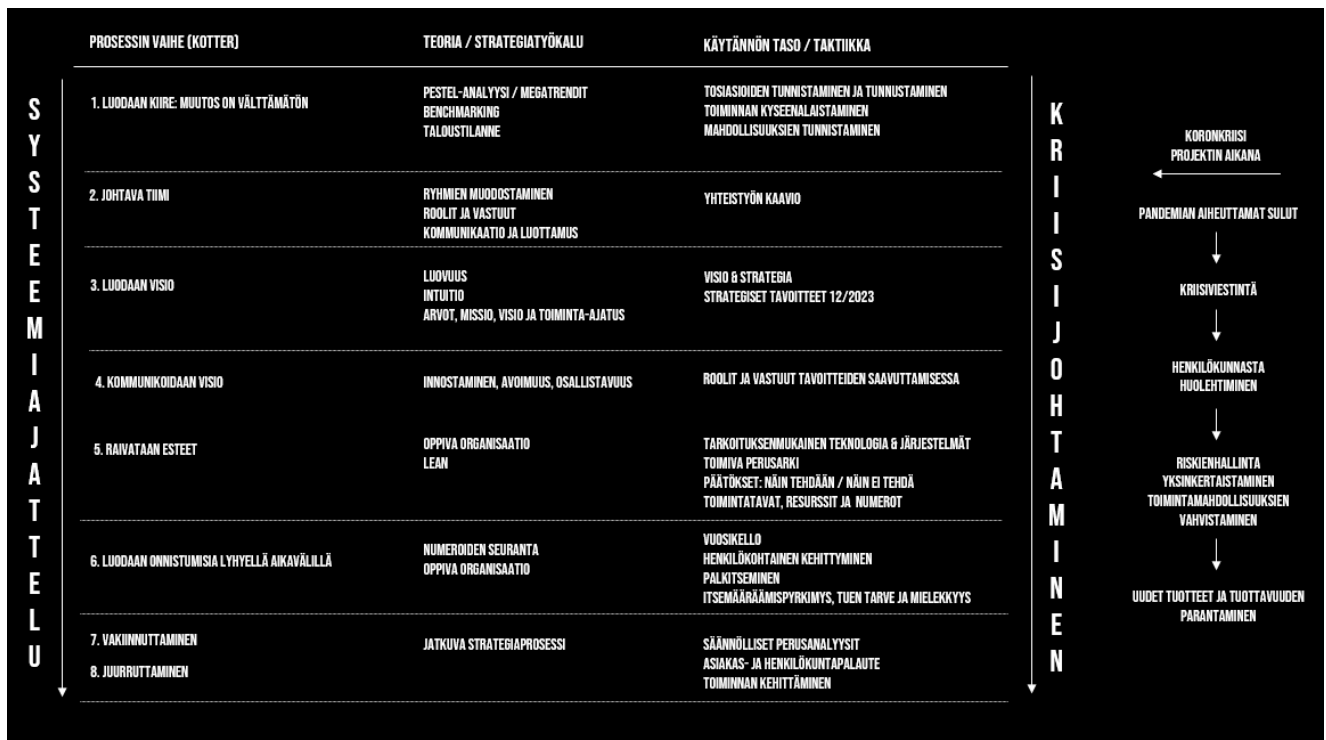 SYSTEEMIAJATTELU
PROSESSIN VAIHE (KOTTER)
TEORIA / STRATEGIATYÖKALU
KÄYTÄNNÖN TASO / TAKTIIKKA
1. LUODAAN KIIRE: MUUTOS ON VÄLTTÄMÄTÖN
PESTEL-ANALYYSI / MEGATRENDIT
BENCHMARKING
TALOUSTILANNE
TOSIASIOIDEN TUNNISTAMINEN JA TUNNUSTAMINEN
TOIMINNAN KYSEENALAISTAMINEN
MAHDOLLISUUKSIEN TUNNISTAMINEN
2. JOHTAVA TIIMI
RYHMIEN MUODOSTAMINEN
ROOLIT JA VASTUUT
KOMMUNIKAATIO JA LUOTTAMUS
YHTEISTYÖN KAAVIO
3. LUODAAN VISIO
LUOVUUS
INTUITIO
ARVOT, MISSIO, VISIO JA TOIMINTA-AJATUS
VISIO & STRATEGIA
STRATEGISET TAVOITTEET 12/2023
4. KOMMUNIKOIDAAN VISIO
INNOSTAMINEN, AVOIMUUS, OSALLISTAVUUS
ROOLIT JA VASTUUT TAVOITTEIDEN SAAVUTTAMISESSA
5. RAIVATAAN ESTEET
OPPIVA ORGANISAATIO
LEAN
TARKOITUKSENMUKAINEN TEKNOLOGIA & JÄRJESTELMÄT
TOIMIVA PERUSARKI
PÄÄTÖKSET: NÄIN TEHDÄÄN / NÄIN EI TEHDÄ
TOIMINTATAVAT, RESURSSIT JA NUMEROT
6. LUODAAN ONNISTUMISIA LYHYELLÄ AIKAVÄLILLÄ
NUMEROIDEN SEURANTA
OPPIVA ORGANISAATIO
VUOSIKELLO
HENKILÖKOHTAINEN KEHITTYMINEN
PALKITSEMINEN
ITSEMÄÄRÄÄMISPYRKIMYS, TUEN TARVE JA MIELEKKYYS
7. VAKIINNUTTAMINEN
8. JUURRUTTAMINEN
JATKUVA STRATEGIAPROSESSI
SÄÄNNÖLLISET PERUSANALYYSIT
ASIAKAS- JA HENKILÖKUNTAPALAUTE
TOIMINNAN KEHITTÄMINEN
KRIISIJOHTAMINEN
KORONKRIISI
PROJEKTIN AIKANA
PANDEMIAN AIHEUTTAMAT SULUT
KRIISIVIESTINTÄ
HENKILÖKUNNASTA
HUOLEHTIMINEN
RISKIENHALLINTA
YKSINKERTAISTAMINEN
TOIMINTAMAHDOLLISUUKSIEN
VAHVISTAMINEN
UUDET TUOTTEET JA TUOTTAVUUDEN
PARANTAMINEN